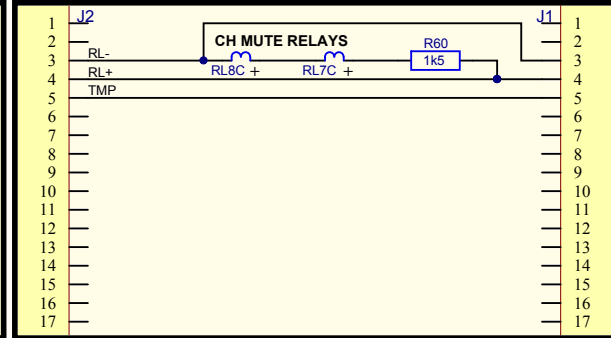 J2 J1
1 1
2 CH MUTE RELAYS R60 2
3 RL- 1k5 3
RL8C + RL7C +
4 RL+ 4
5 TMP 5
6 6
7 7
8 8
9 9
10 10
11 11
12 12
13 13
14 14
15 15
16 16
17 17